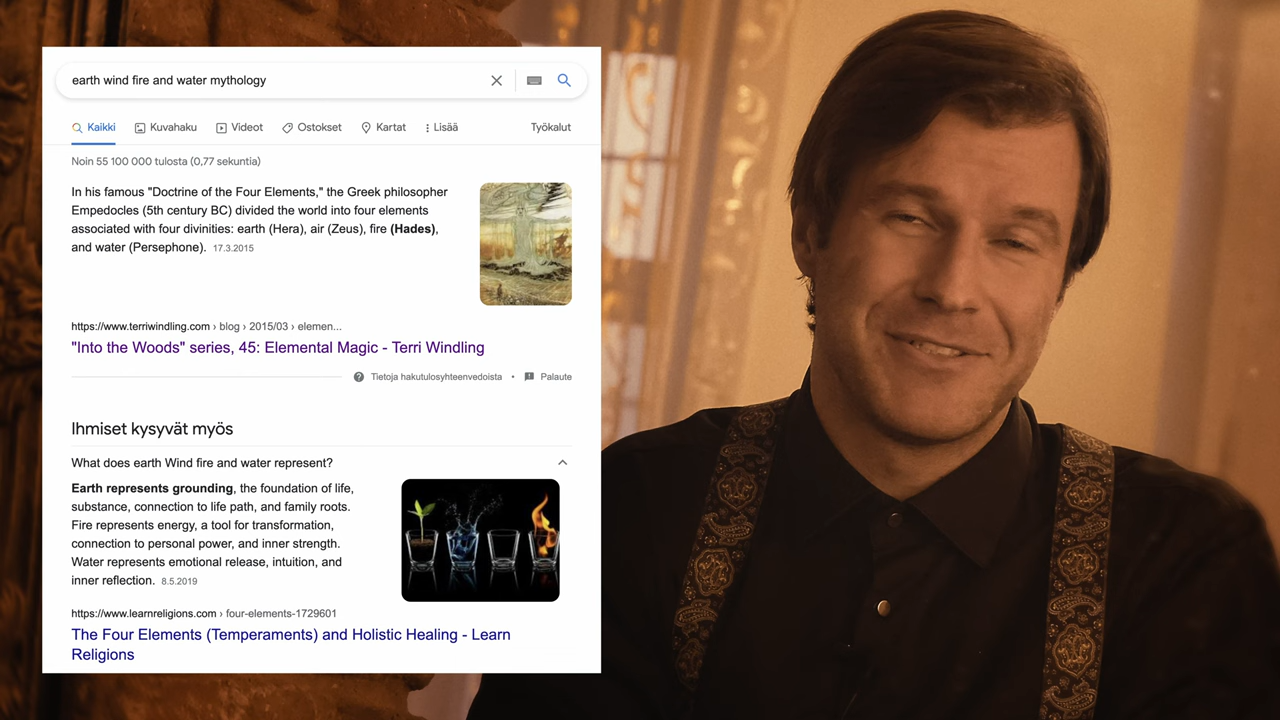 earth wind fire and water mythology
Kaikki Kuvahaku Videot Ostokset Kartat Lisää Työkalut
Noin 55 100 000 tulosta (0,77 sekuntia)
In his famous "Doctrine of the Four Elements," the Greek philosopher
Empedocles (5th century BC) divided the world into four elements
associated with four divinities: earth (Hera), air (Zeus), fire (Hades),
and water (Persephone). 17.3.2015
https://www.terriwindling.com › blog › 2015/03 › elemen...
"Into the Woods" series, 45: Elemental Magic - Terri Windling
Tietoja hakutulosyhteenvedoista • Palaute
Ihmiset kysyvät myös
What does earth Wind fire and water represent?
Earth represents grounding, the foundation of life,
substance, connection to life path, and family roots.
Fire represents energy, a tool for transformation,
connection to personal power, and inner strength.
Water represents emotional release, intuition, and
inner reflection. 8.5.2019
https://www.learnreligions.com › four-elements-1729601
The Four Elements (Temperaments) and Holistic Healing - Learn
Religions